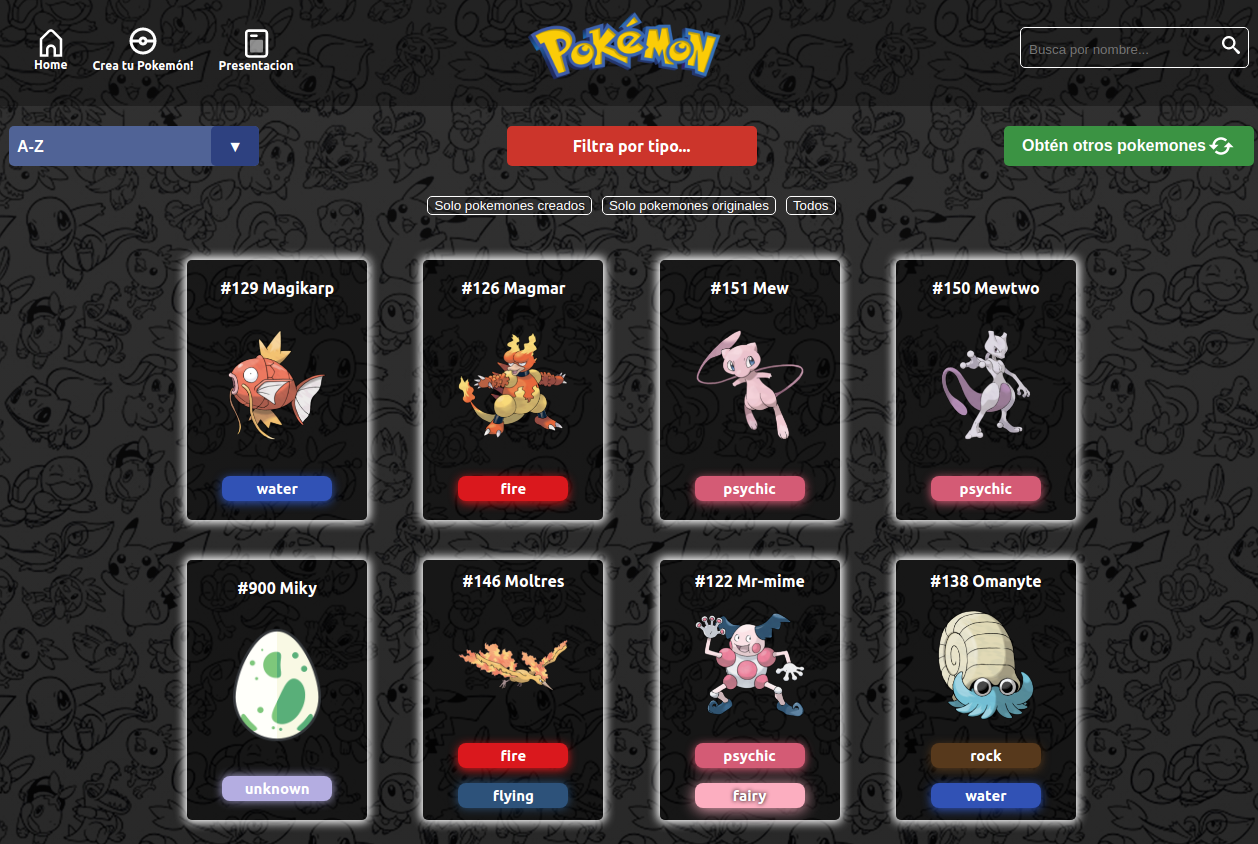 Home
Crea tu Pokemón!
Presentacion
POKéMON
Busca por nombre...
A-Z
▼
Filtra por tipo...
Obtén otros pokemones
Solo pokemones creados
Solo pokemones originales
Todos
#129 Magikarp
water
#126 Magmar
fire
#151 Mew
psychic
#150 Mewtwo
psychic
#900 Miky
unknown
#146 Moltres
fire
flying
#122 Mr-mime
psychic
fairy
#138 Omanyte
rock
water